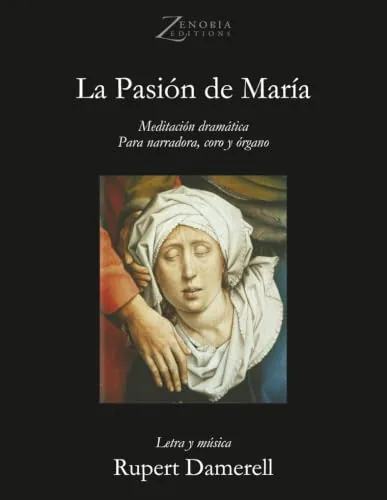 ZENOBIA
EDITIONS
La Pasión de María
Meditación dramática
Para narradora, coro y órgano
Letra y música
Rupert Damerell